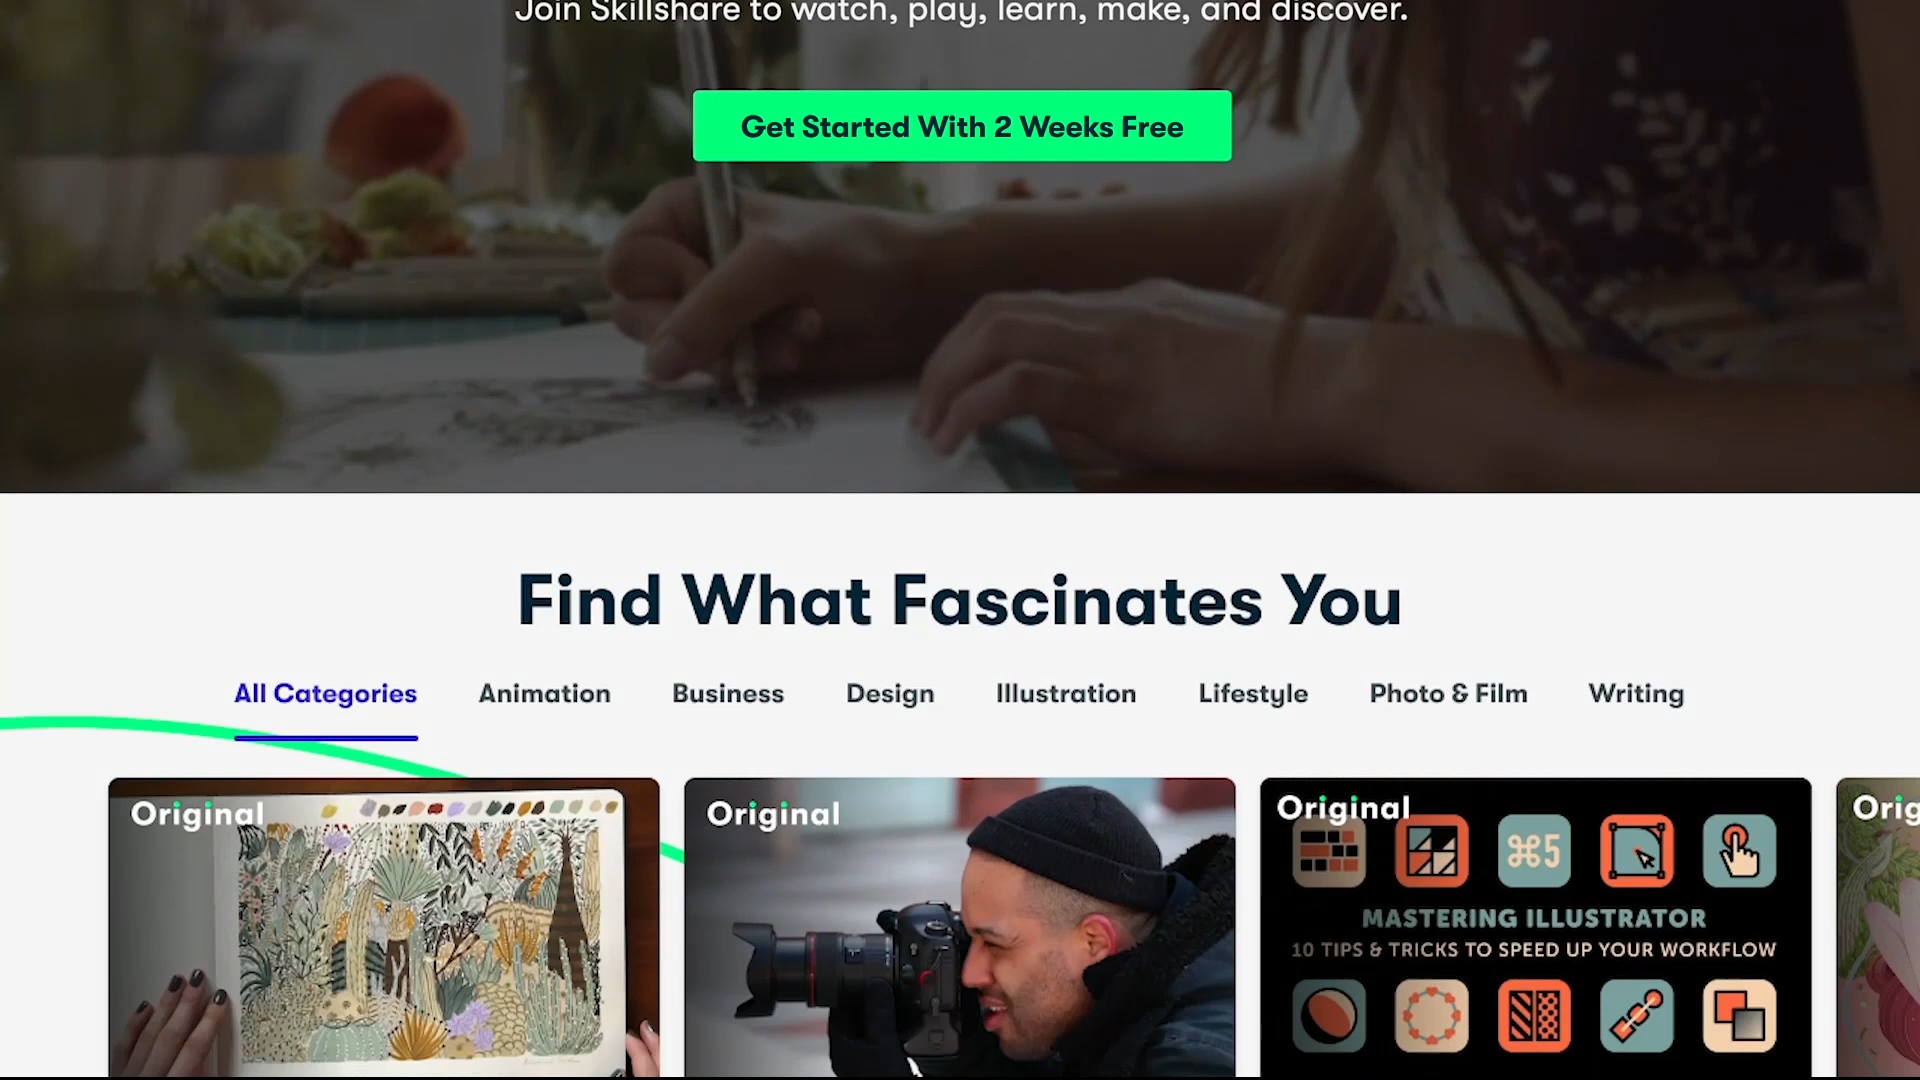 Join Skillshare to watch, play, learn, make, and discover.
Get Started With 2 Weeks Free
Find What Fascinates You
All Categories Animation Business Design Illustration Lifestyle Photo & Film Writing
Original Original Original Orig
⌘5
MASTERING ILLUSTRATOR
10 TIPS & TRICKS TO SPEED UP YOUR WORKFLOW